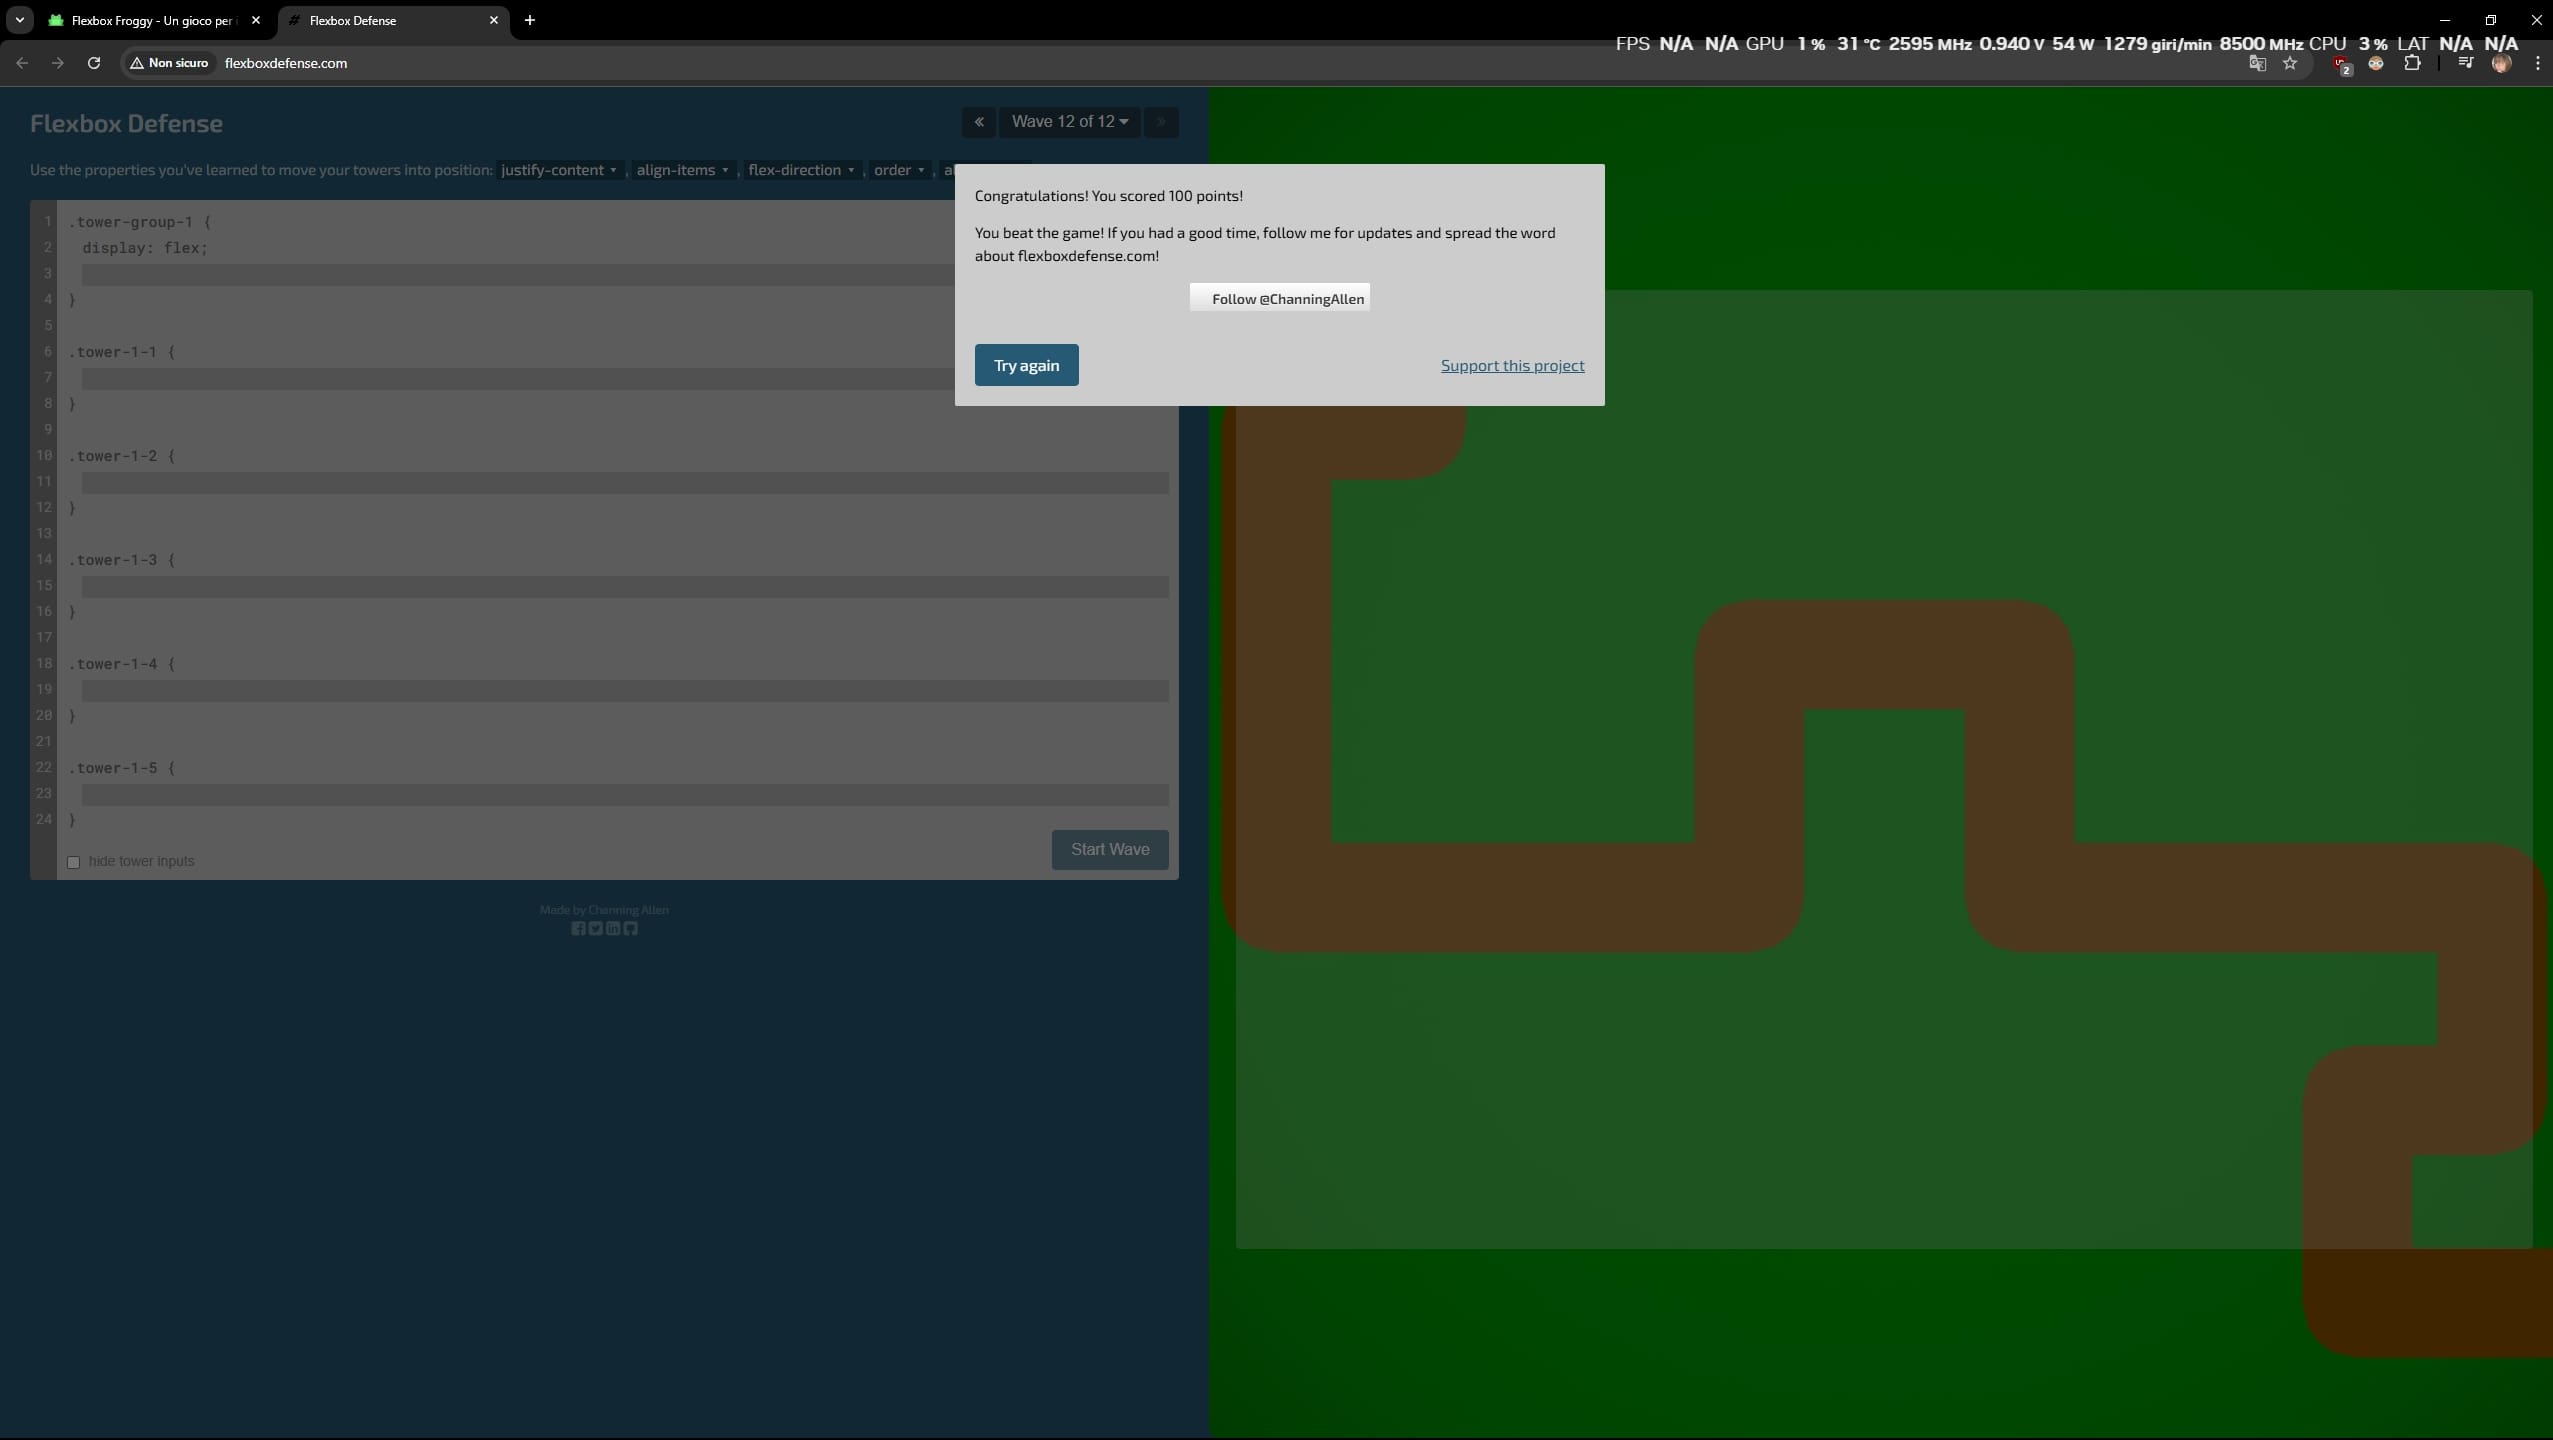 Flexbox Froggy - Un gioco per i
Flexbox Defense
FPS N/A N/A GPU 1 % 31 °C 2595 MHz 0.940 V 54 W 1279 giri/min 8500 MHz CPU 3 % LAT N/A N/A
Non sicuro
flexboxdefense.com
2
Flexbox Defense
« Wave 12 of 12 »
Use the properties you've learned to move your towers into position: justify-content , align-items , flex-direction , order , al
Congratulations! You scored 100 points!
You beat the game! If you had a good time, follow me for updates and spread the word
about flexboxdefense.com!
Follow @ChanningAllen
Try again
Support this project
1 .tower-group-1 {
2 display: flex;
3
4 }
5
6 .tower-1-1 {
7
8 }
9
10 .tower-1-2 {
11
12 }
13
14 .tower-1-3 {
15
16 }
17
18 .tower-1-4 {
19
20 }
21
22 .tower-1-5 {
23
24 }
hide tower inputs
Start Wave
Made by Channing Allen